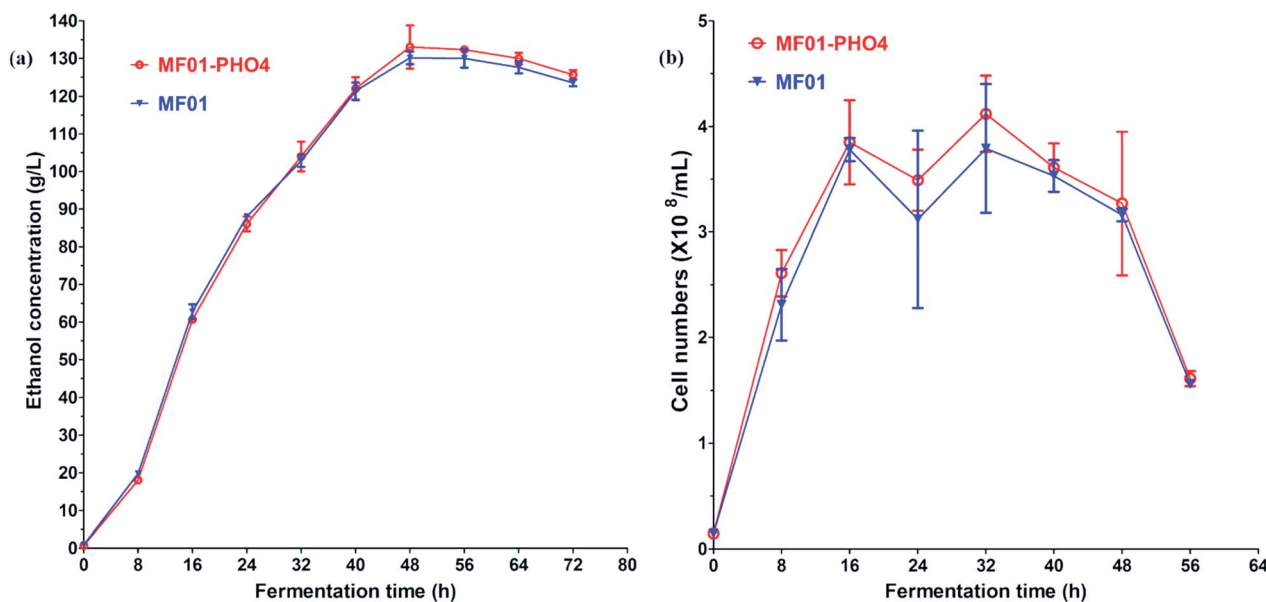 (a)
MF01-PHO4
MF01
Ethanol concentration (g/L)
140
130
120
110
100
90
80
70
60
50
40
30
20
10
0
0 8 16 24 32 40 48 56 64 72 80
Fermentation time (h)
(b)
MF01-PHO4
MF01
Cell numbers (X10 8/mL)
5
4
3
2
1
0
0 8 16 24 32 40 48 56 64
Fermentation time (h)